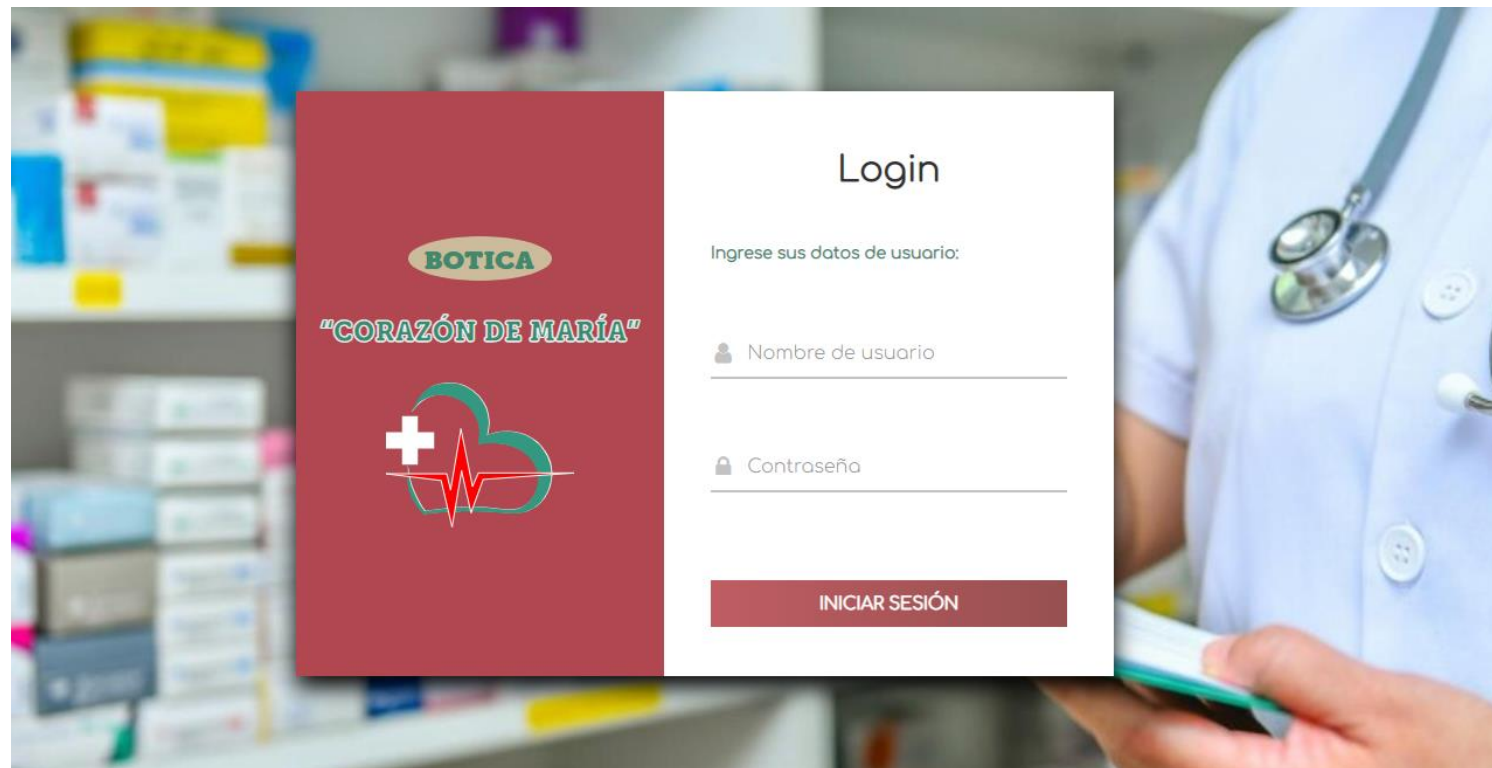 BOTICA
"CORAZÓN DE MARÍA"
Login
Ingrese sus datos de usuario:
Nombre de usuario
Contraseña
INICIAR SESIÓN